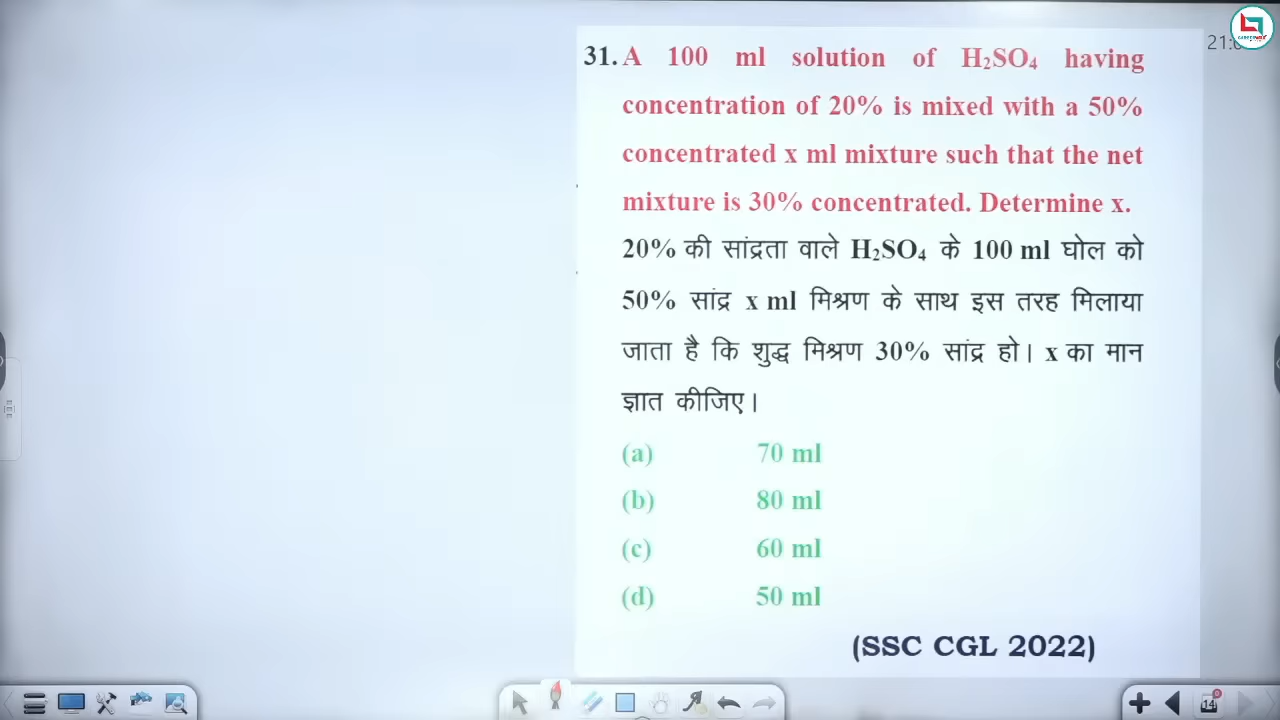 21:
31. A 100 ml solution of H₂SO₄ having
concentration of 20% is mixed with a 50%
concentrated x ml mixture such that the net
mixture is 30% concentrated. Determine x.
20% की सांद्रता वाले H₂SO₄ के 100 ml घोल को
50% सांद्र x ml मिश्रण के साथ इस तरह मिलाया
जाता है कि शुद्ध मिश्रण 30% सांद्र हो। x का मान
ज्ञात कीजिए।
(a) 70 ml
(b) 80 ml
(c) 60 ml
(d) 50 ml
(SSC CGL 2022)
14